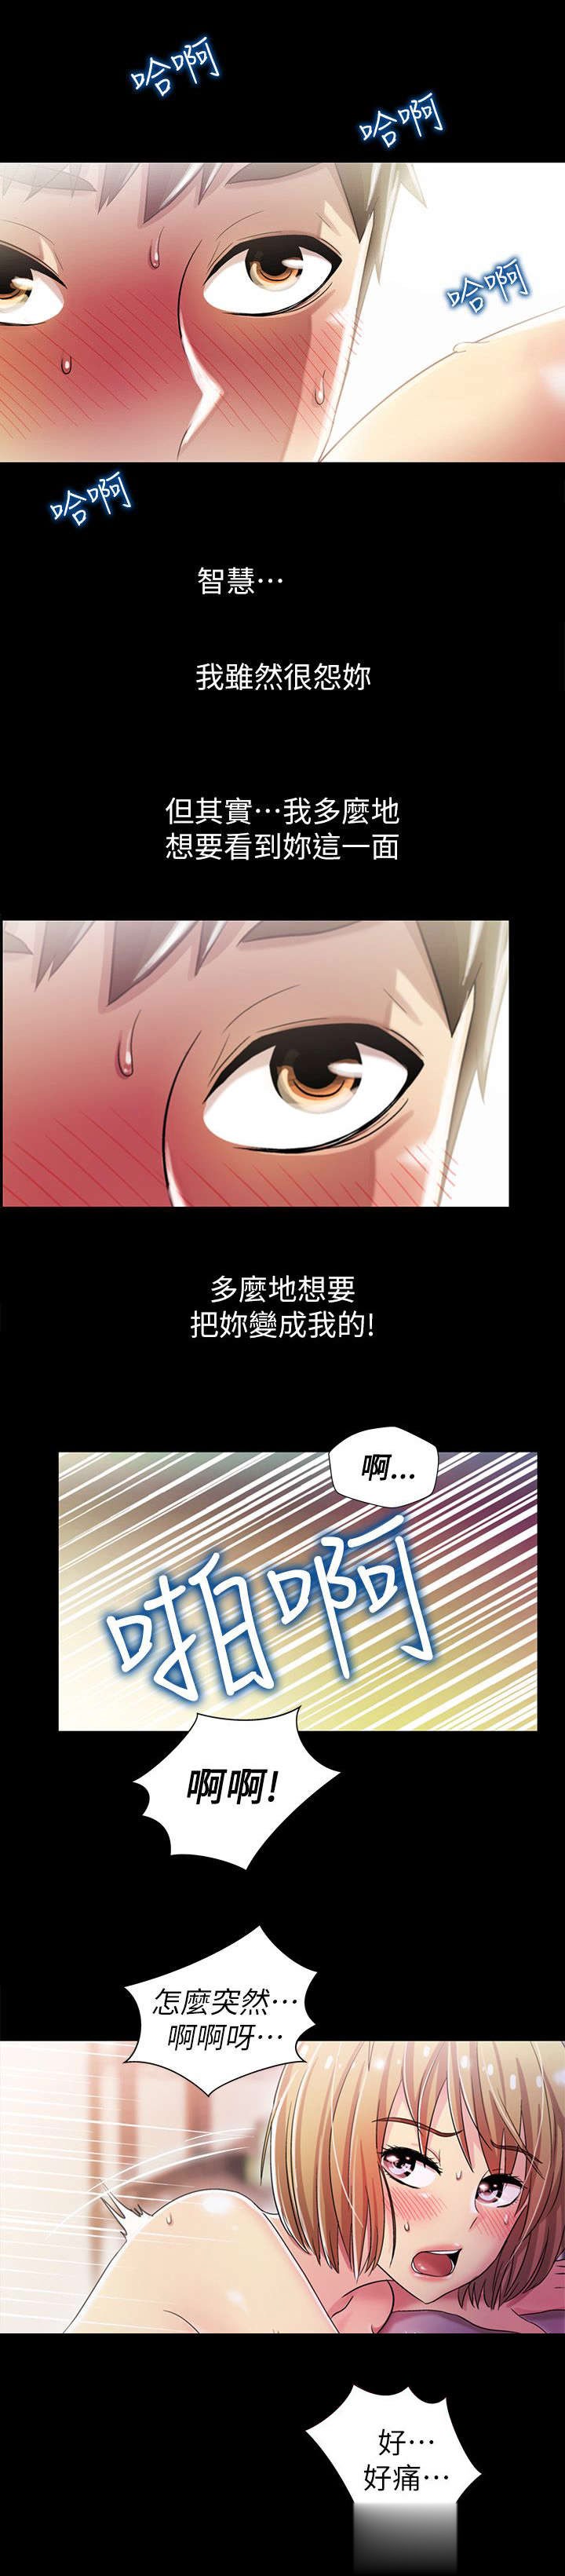 哈啊
哈啊
哈啊
哈啊
智慧⋯
我雖然很怨妳
但其實⋯我多麼地
想要看到妳這一面
多麼地想要
把妳變成我的!
啊...
啪啊
啊啊!
怎麼突然⋯
啊啊呀⋯
好⋯
好痛⋯